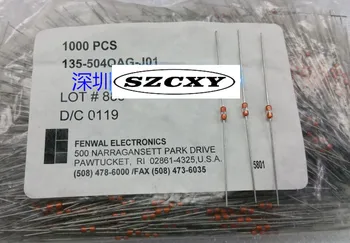 1000 PCS
135-504QAG-J01
深圳 SZCXY
LOT #
D/C 0119
FENWAL ELECTRONICS
500 NARRAGANSETT PARK DRIVE
PAWTUCKET, RI 02861-4325,U.S.A.
(508) 478-6000 /FAX (508) 473-6035
5801